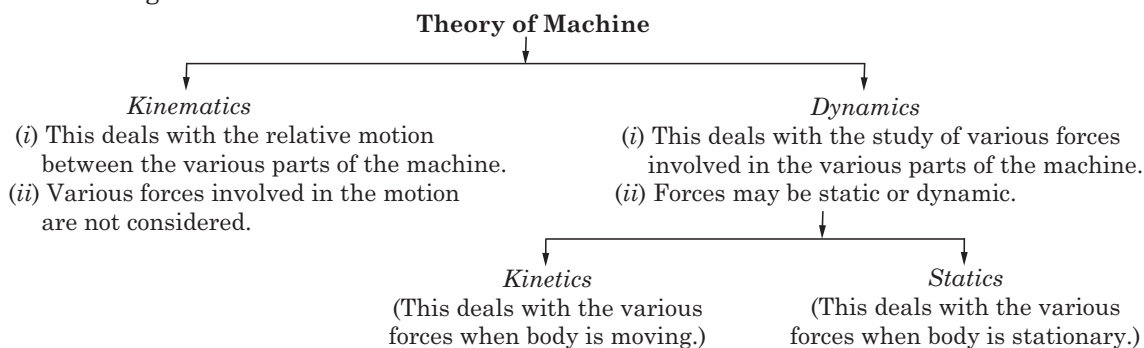 Theory of Machine
Kinematics
(i) This deals with the relative motion
between the various parts of the machine.
(ii) Various forces involved in the motion
are not considered.
Dynamics
(i) This deals with the study of various forces
involved in the various parts of the machine.
(ii) Forces may be static or dynamic.
Kinetics
(This deals with the various
forces when body is moving.)
Statics
(This deals with the various
forces when body is stationary.)